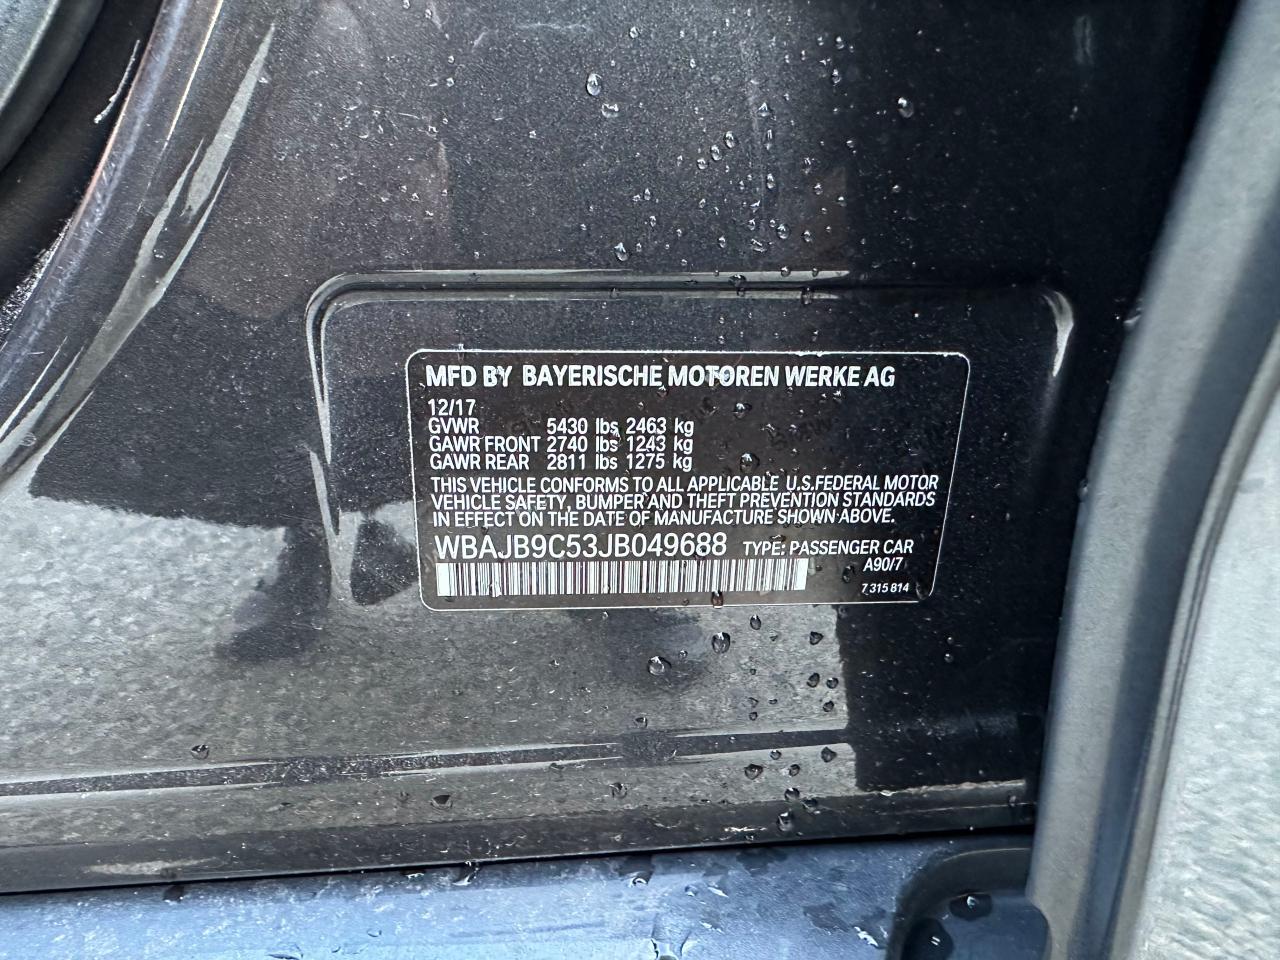 MFD BY BAYERISCHE MOTOREN WERKE AG
12/17
GVWR 5430 lbs 2463 kg
GAWR FRONT 2740 lbs 1243 kg
GAWR REAR 2811 lbs 1275 kg
THIS VEHICLE CONFORMS TO ALL APPLICABLE U.S.FEDERAL MOTOR
VEHICLE SAFETY, BUMPER AND THEFT PREVENTION STANDARDS
IN EFFECT ON THE DATE OF MANUFACTURE SHOWN ABOVE.
WBAJB9C53JB049688 TYPE: PASSENGER CAR
A90/7
7 315 814